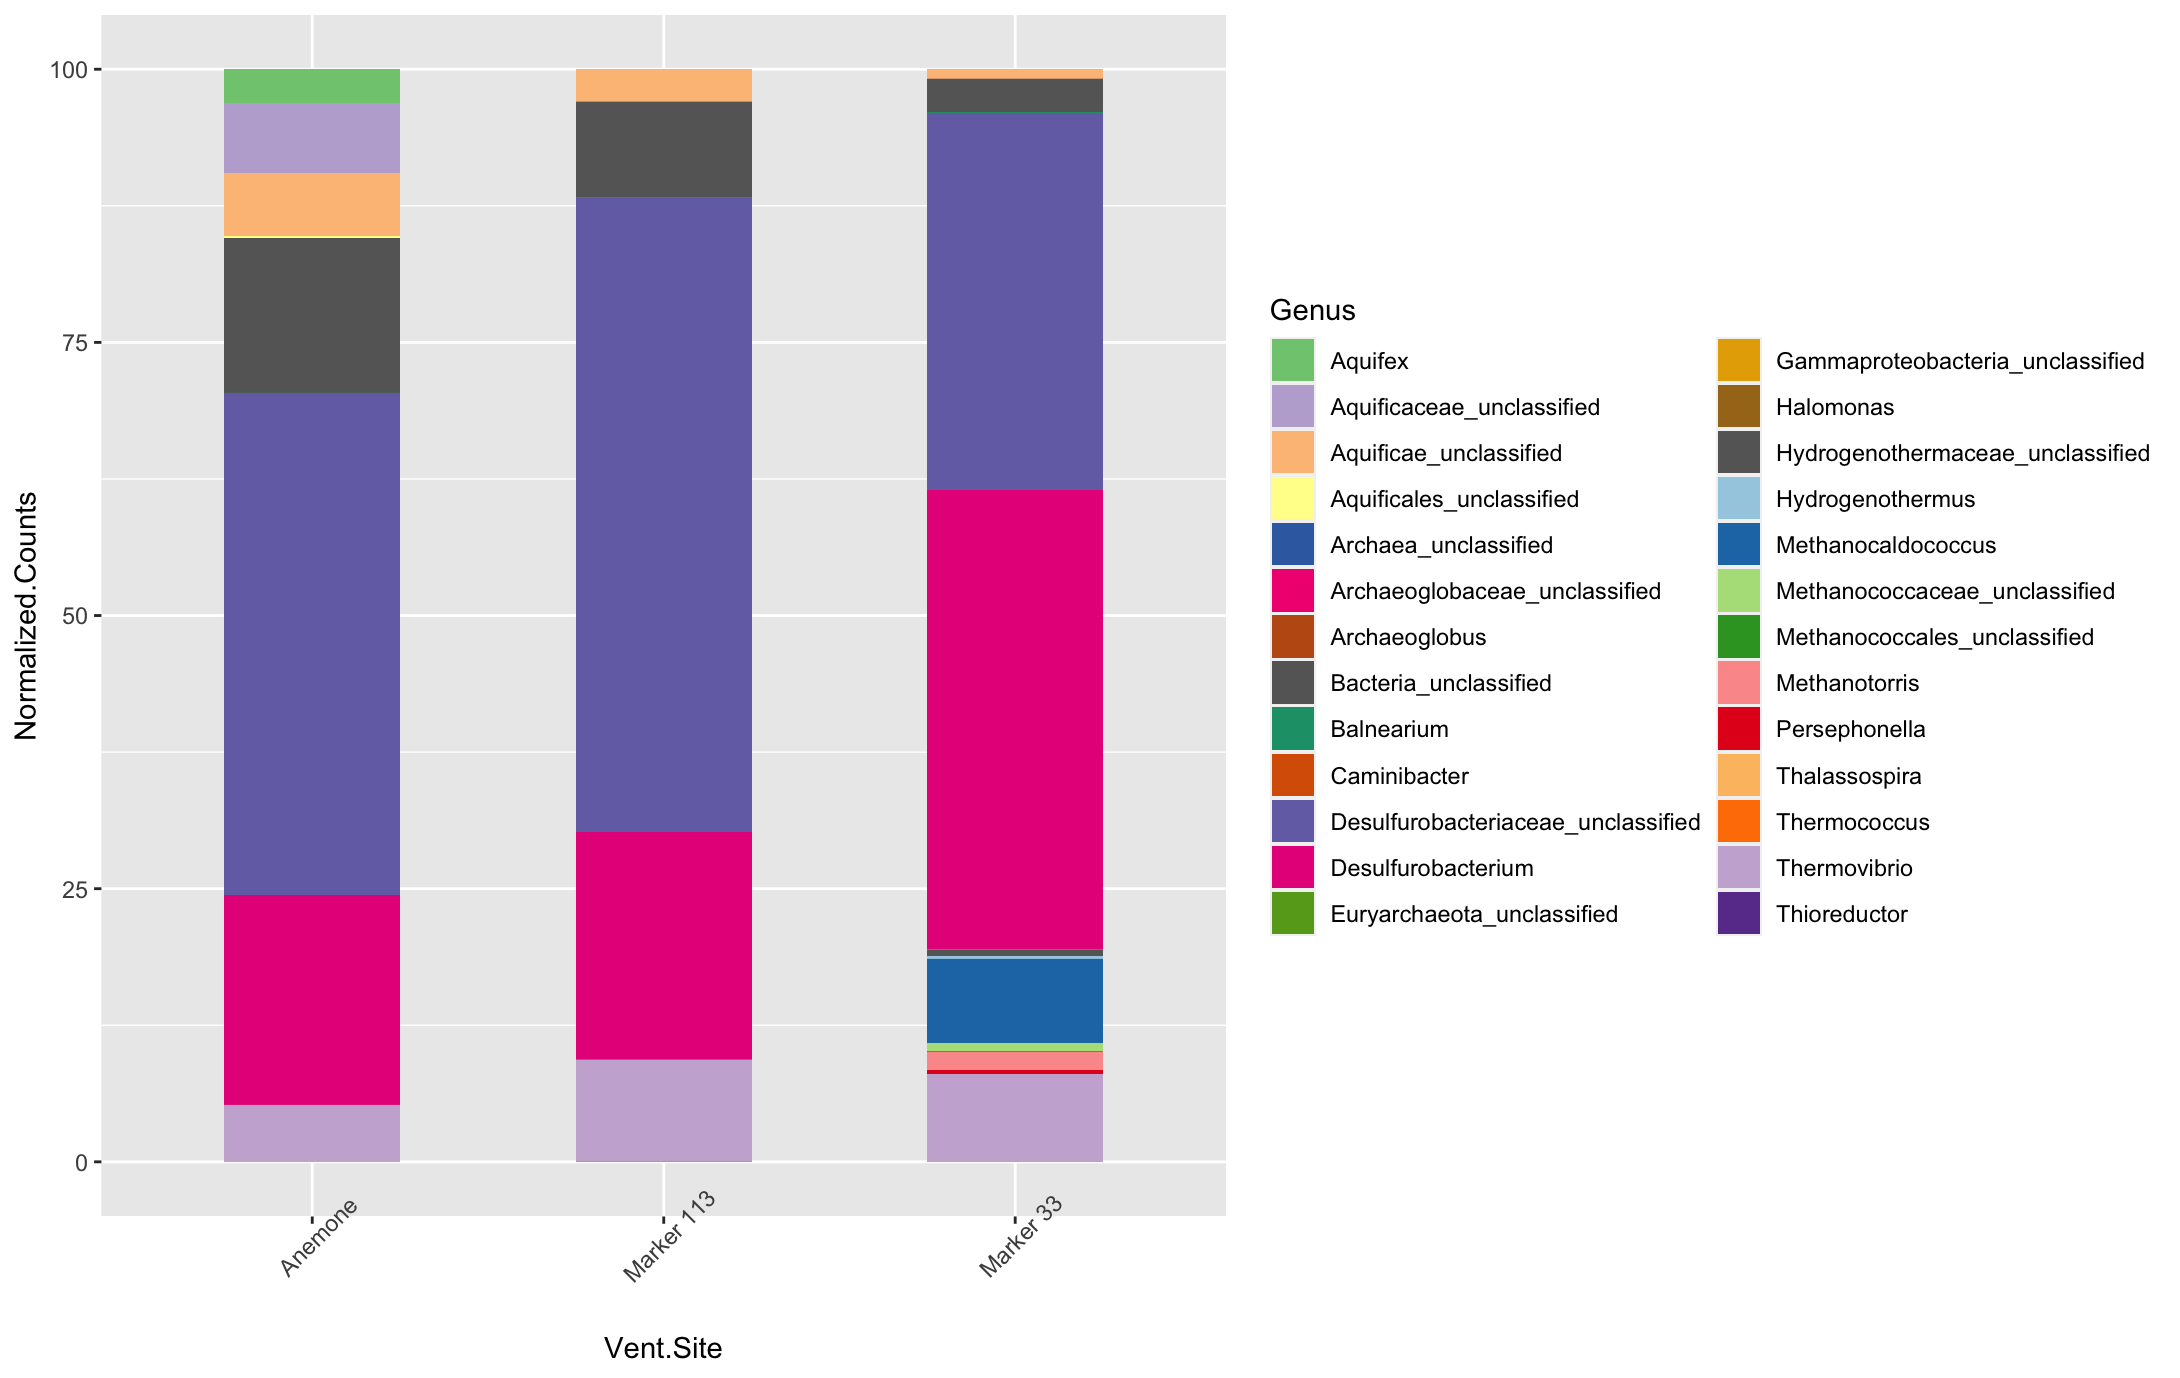 100
75
50
25
0
Normalized.Counts
Anemone
Marker 113
Marker 33
Vent.Site
Genus
Aquifex
Aquificaceae_unclassified
Aquificae_unclassified
Aquificales_unclassified
Archaea_unclassified
Archaeoglobaceae_unclassified
Archaeoglobus
Bacteria_unclassified
Balnearium
Caminibacter
Desulfurobacteriaceae_unclassified
Desulfurobacterium
Euryarchaeota_unclassified
Gammaproteobacteria_unclassified
Halomonas
Hydrogenothermaceae_unclassified
Hydrogenothermus
Methanocaldococcus
Methanococcaceae_unclassified
Methanococcales_unclassified
Methanotorris
Persephonella
Thalassospira
Thermococcus
Thermovibrio
Thioreductor